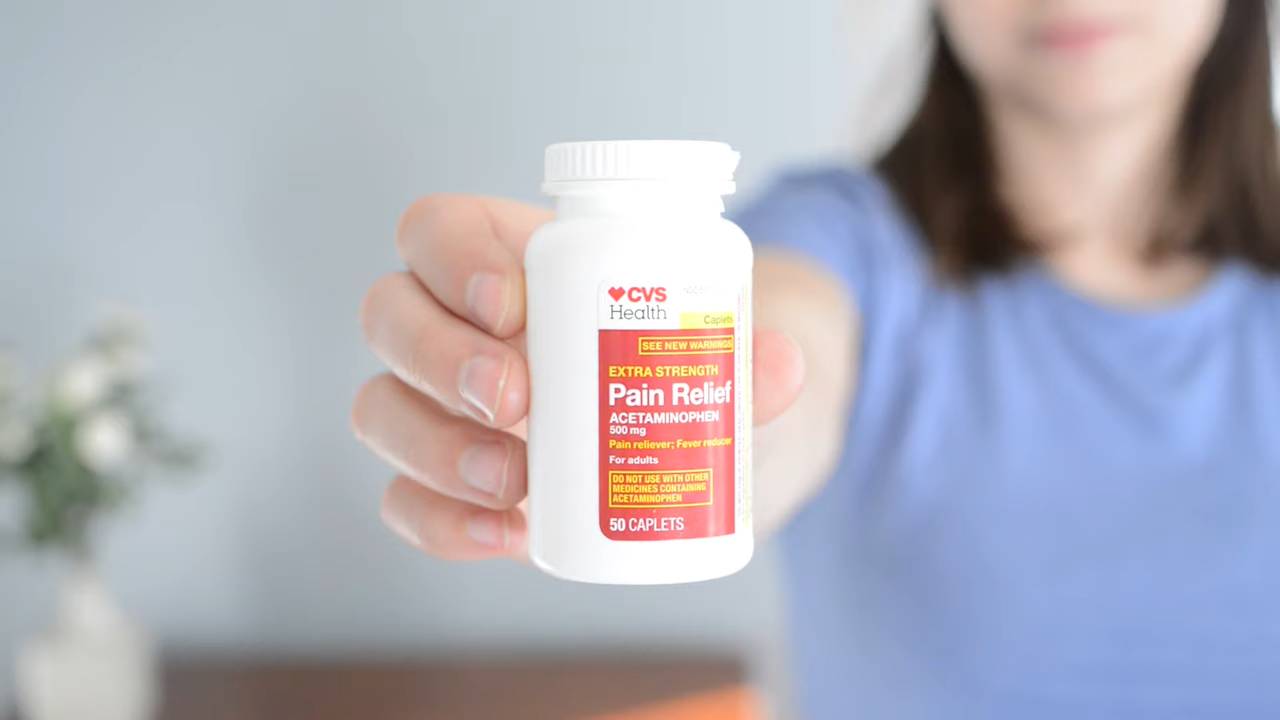 CVS
Health
Caplets
SEE NEW WARNINGS
EXTRA STRENGTH
Pain Relief
ACETAMINOPHEN
500 mg
Pain reliever; Fever reducer
For adults
DO NOT USE WITH OTHER
MEDICINES CONTAINING
ACETAMINOPHEN
50 CAPLETS